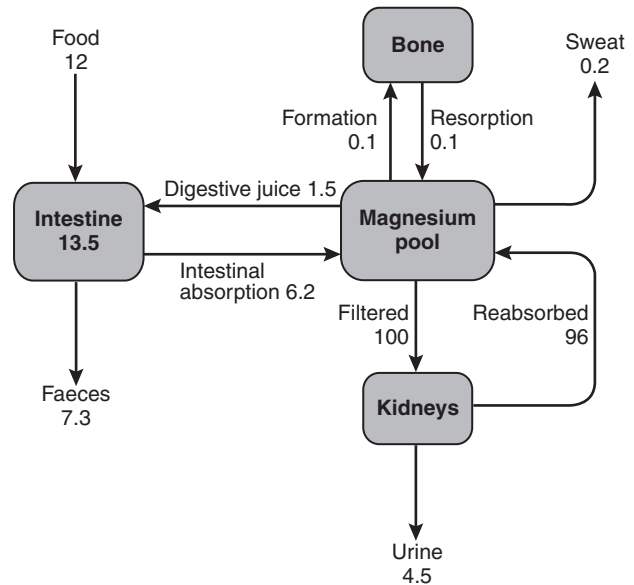 Food
12
Bone
Sweat
0.2
Formation
0.1
Resorption
0.1
Digestive juice 1.5
Intestine
13.5
Magnesium
pool
Intestinal
absorption 6.2
Filtered
100
Reabsorbed
96
Faeces
7.3
Kidneys
Urine
4.5